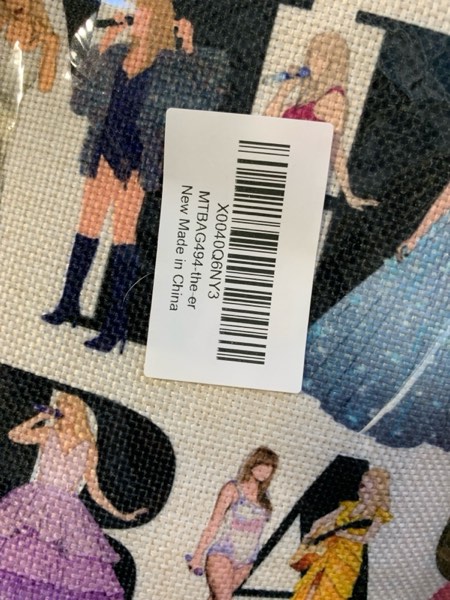 X0040Q6NY3
MTBAG494-the-er
New Made in China